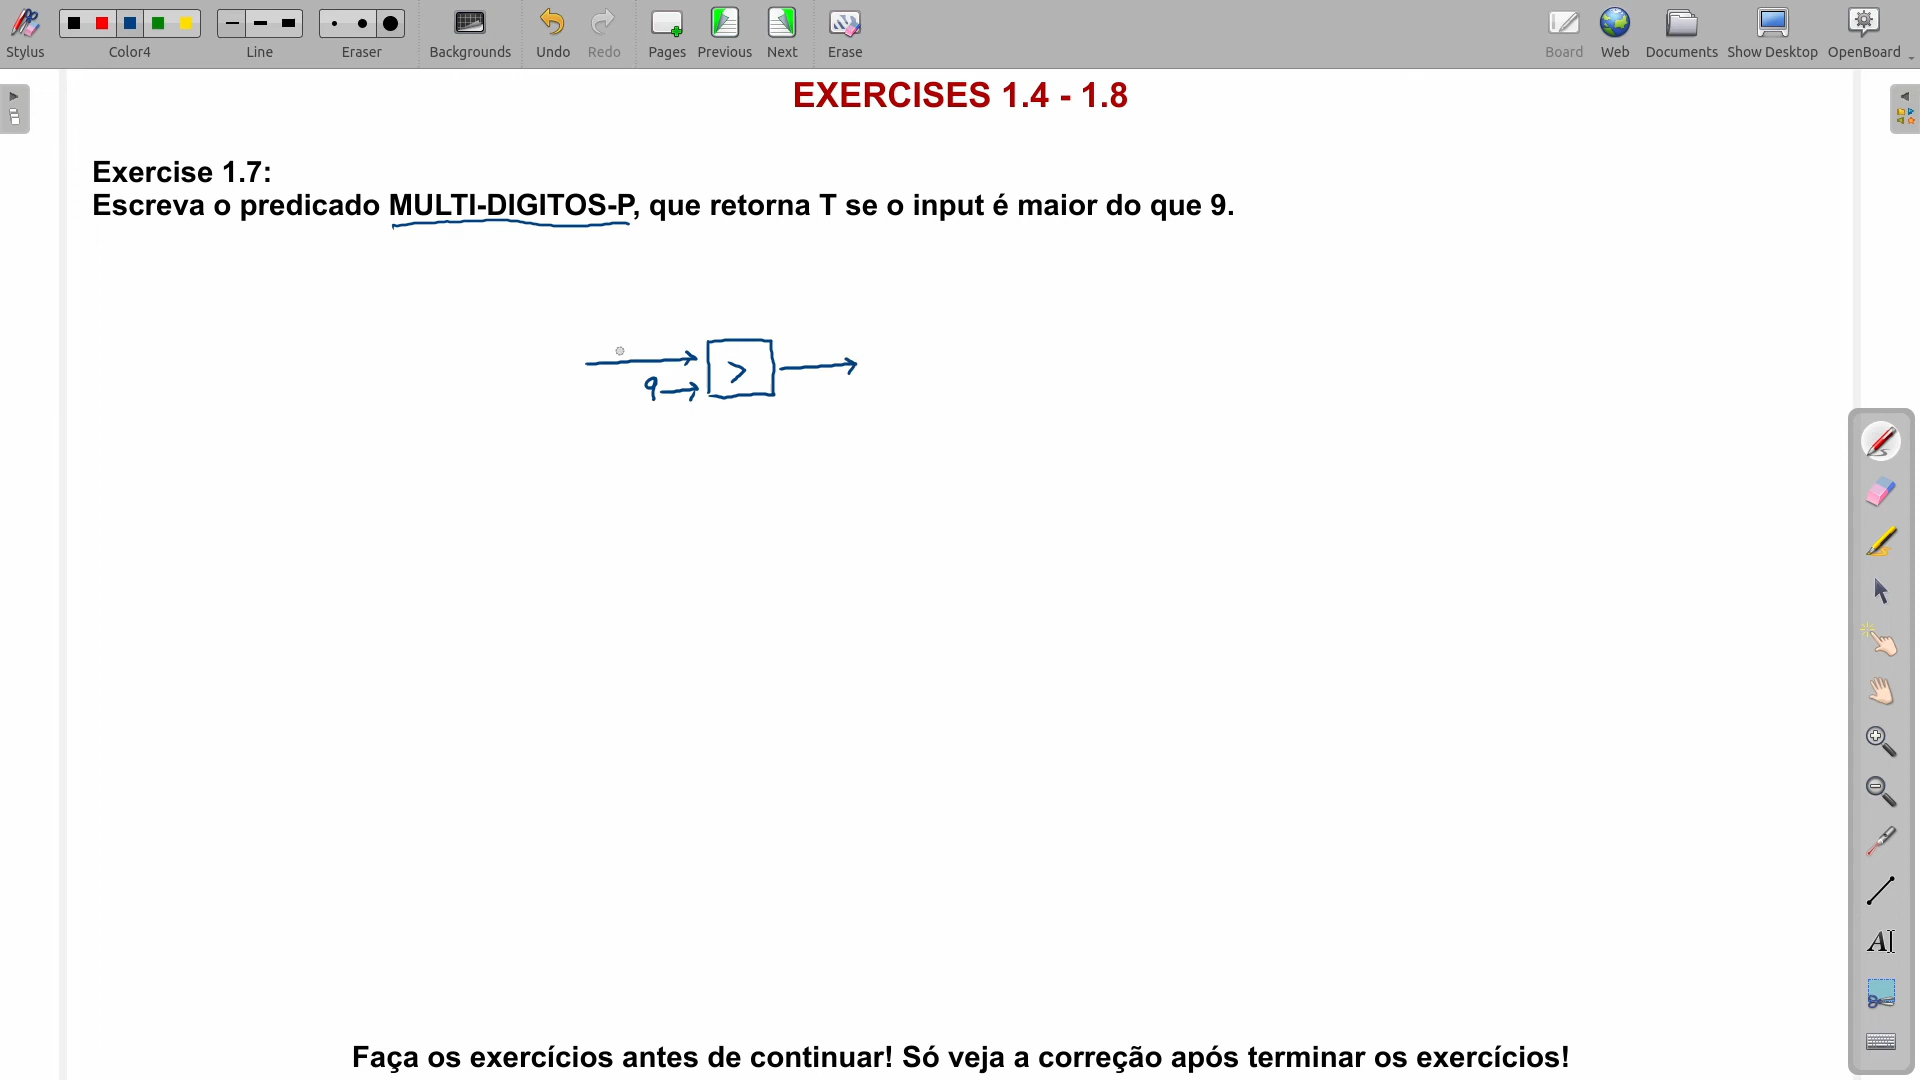 Stylus Color4 Line Eraser Backgrounds Undo Redo Pages Previous Next Erase Board Web Documents Show Desktop OpenBoard
EXERCISES 1.4 - 1.8
Exercise 1.7:
Escreva o predicado MULTI-DIGITOS-P, que retorna T se o input é maior do que 9.
>
9
Faça os exercícios antes de continuar! Só veja a correção após terminar os exercícios!